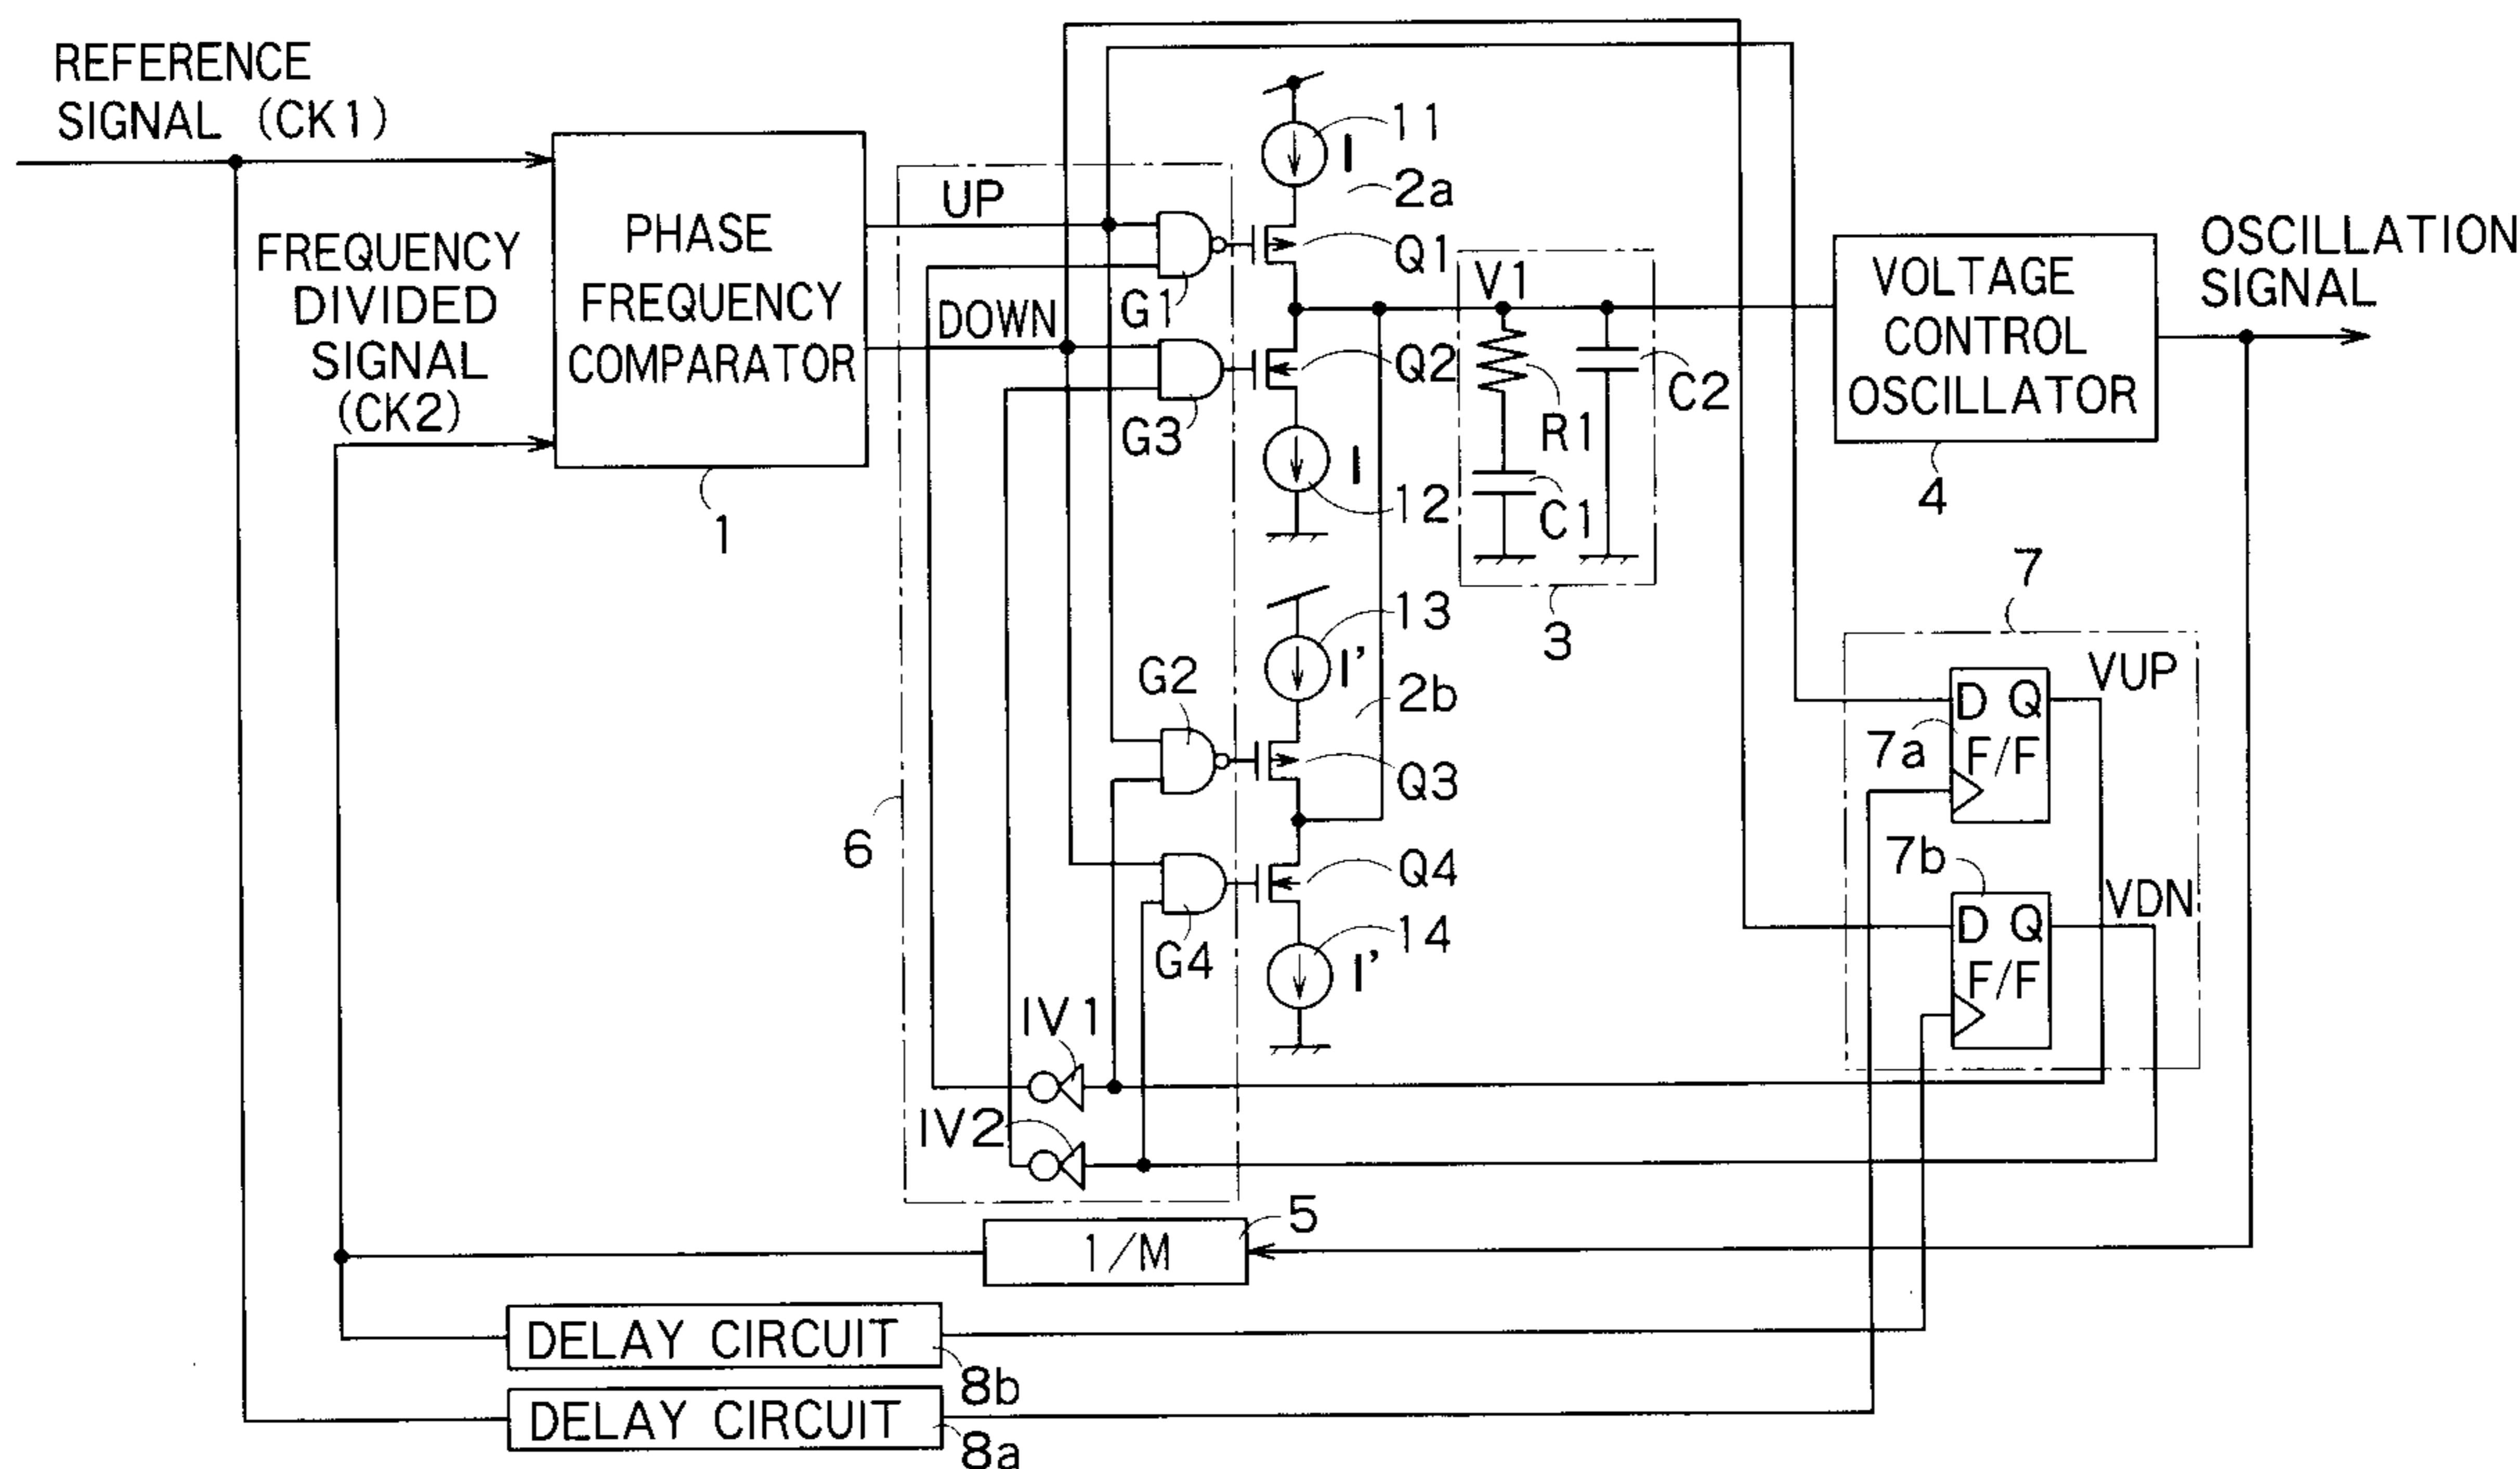 REFERENCE
SIGNAL (CK1)
FREQUENCY
DIVIDED
SIGNAL
(CK2)
PHASE
FREQUENCY
COMPARATOR
1
UP
DOWN
G1
G3
11
I
2a
Q1
Q2
I
12
V1
R1
C1
C2
3
VOLTAGE
CONTROL
OSCILLATOR
4
OSCILLATION
SIGNAL
13
I'
2b
G2
Q3
6
G4
Q4
14
I'
IV1
IV2
7
VUP
D Q
F/F
7a
7b
VDN
D Q
F/F
5
1/M
DELAY CIRCUIT
8b
DELAY CIRCUIT
8a